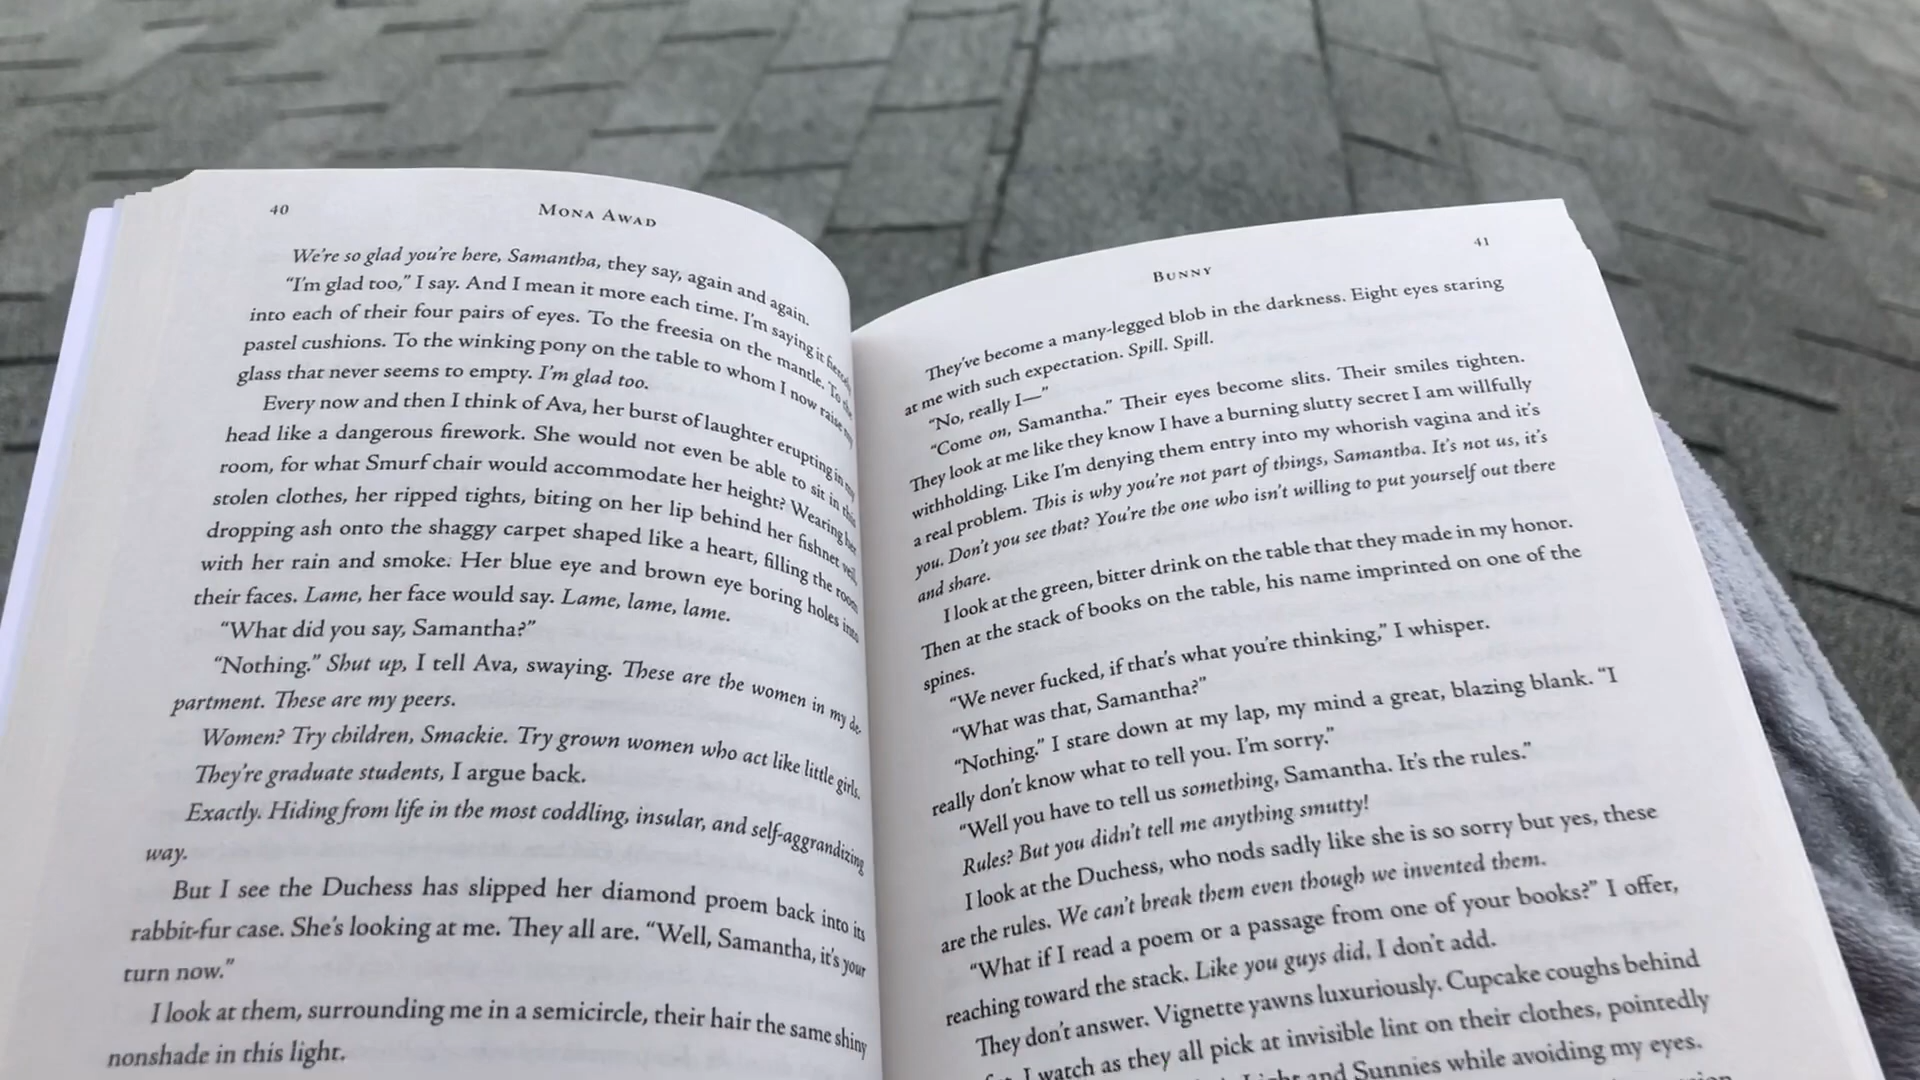 40
MONA AWAD
We're so glad you're here, Samantha, they say, again and again.
"I'm glad too," I say. And I mean it more each time. I'm saying it fiercely
into each of their four pairs of eyes. To the freesia on the mantle. To the
pastel cushions. To the winking pony on the table to whom I now raise my
glass that never seems to empty. I'm glad too.
Every now and then I think of Ava, her burst of laughter erupting in my
head like a dangerous firework. She would not even be able to sit in this
room, for what Smurf chair would accommodate her height? Wearing her
stolen clothes, her ripped tights, biting on her lip behind her fishnet veil,
dropping ash onto the shaggy carpet shaped like a heart, filling the room
with her rain and smoke. Her blue eye and brown eye boring holes into
their faces. Lame, her face would say. Lame, lame, lame.
"What did you say, Samantha?"
"Nothing." Shut up, I tell Ava, swaying. These are the women in my de-
partment. These are my peers.
Women? Try children, Smackie. Try grown women who act like little girls.
They're graduate students, I argue back.
Exactly. Hiding from life in the most coddling, insular, and self-aggrandizing
way.
But I see the Duchess has slipped her diamond proem back into its
rabbit-fur case. She's looking at me. They all are. "Well, Samantha, it's your
turn now."
I look at them, surrounding me in a semicircle, their hair the same shiny
nonshade in this light.
BUNNY
41
They've become a many-legged blob in the darkness. Eight eyes staring
at me with such expectation. Spill. Spill.
"No, really I—"
"Come on, Samantha." Their eyes become slits. Their smiles tighten.
They look at me like they know I have a burning slutty secret I am willfully
withholding. Like I'm denying them entry into my whorish vagina and it's
a real problem. This is why you're not part of things, Samantha. It's not us, it's
you. Don't you see that? You're the one who isn't willing to put yourself out there
and share.
I look at the green, bitter drink on the table that they made in my honor.
Then at the stack of books on the table, his name imprinted on one of the
spines.
"We never fucked, if that's what you're thinking," I whisper.
"What was that, Samantha?"
"Nothing." I stare down at my lap, my mind a great, blazing blank. "I
really don't know what to tell you. I'm sorry."
"Well you have to tell us something, Samantha. It's the rules."
Rules? But you didn't tell me anything smutty!
I look at the Duchess, who nods sadly like she is so sorry but yes, these
are the rules. We can't break them even though we invented them.
"What if I read a poem or a passage from one of your books?" I offer,
reaching toward the stack. Like you guys did, I don't add.
They don't answer. Vignette yawns luxuriously. Cupcake coughs behind
I watch as they all pick at invisible lint on their clothes, pointedly
and Sunnies while avoiding my eyes.